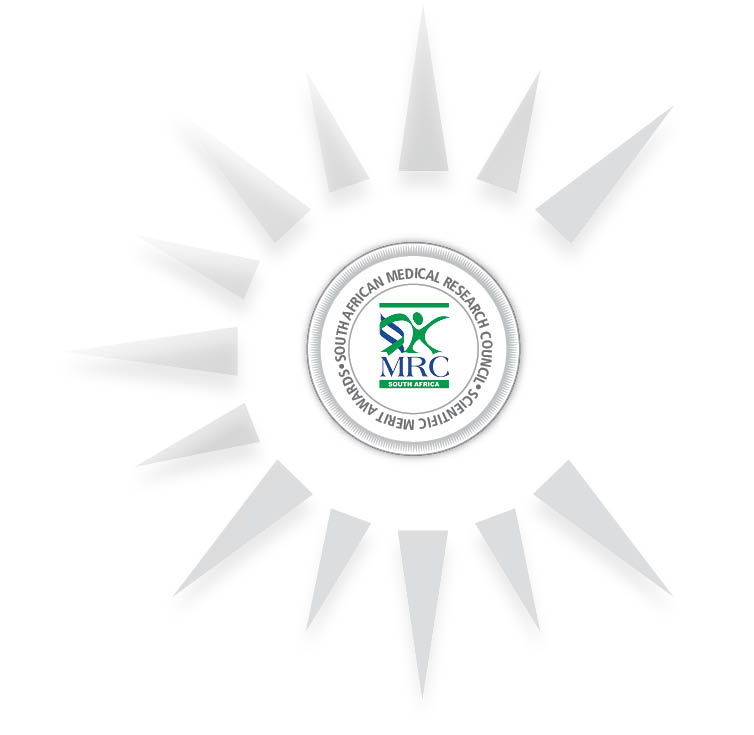 •SOUTH AFRICAN MEDICAL RESEARCH COUNCIL•
SCIENTIFIC MERIT AWARDS
MRC
SOUTH AFRICA